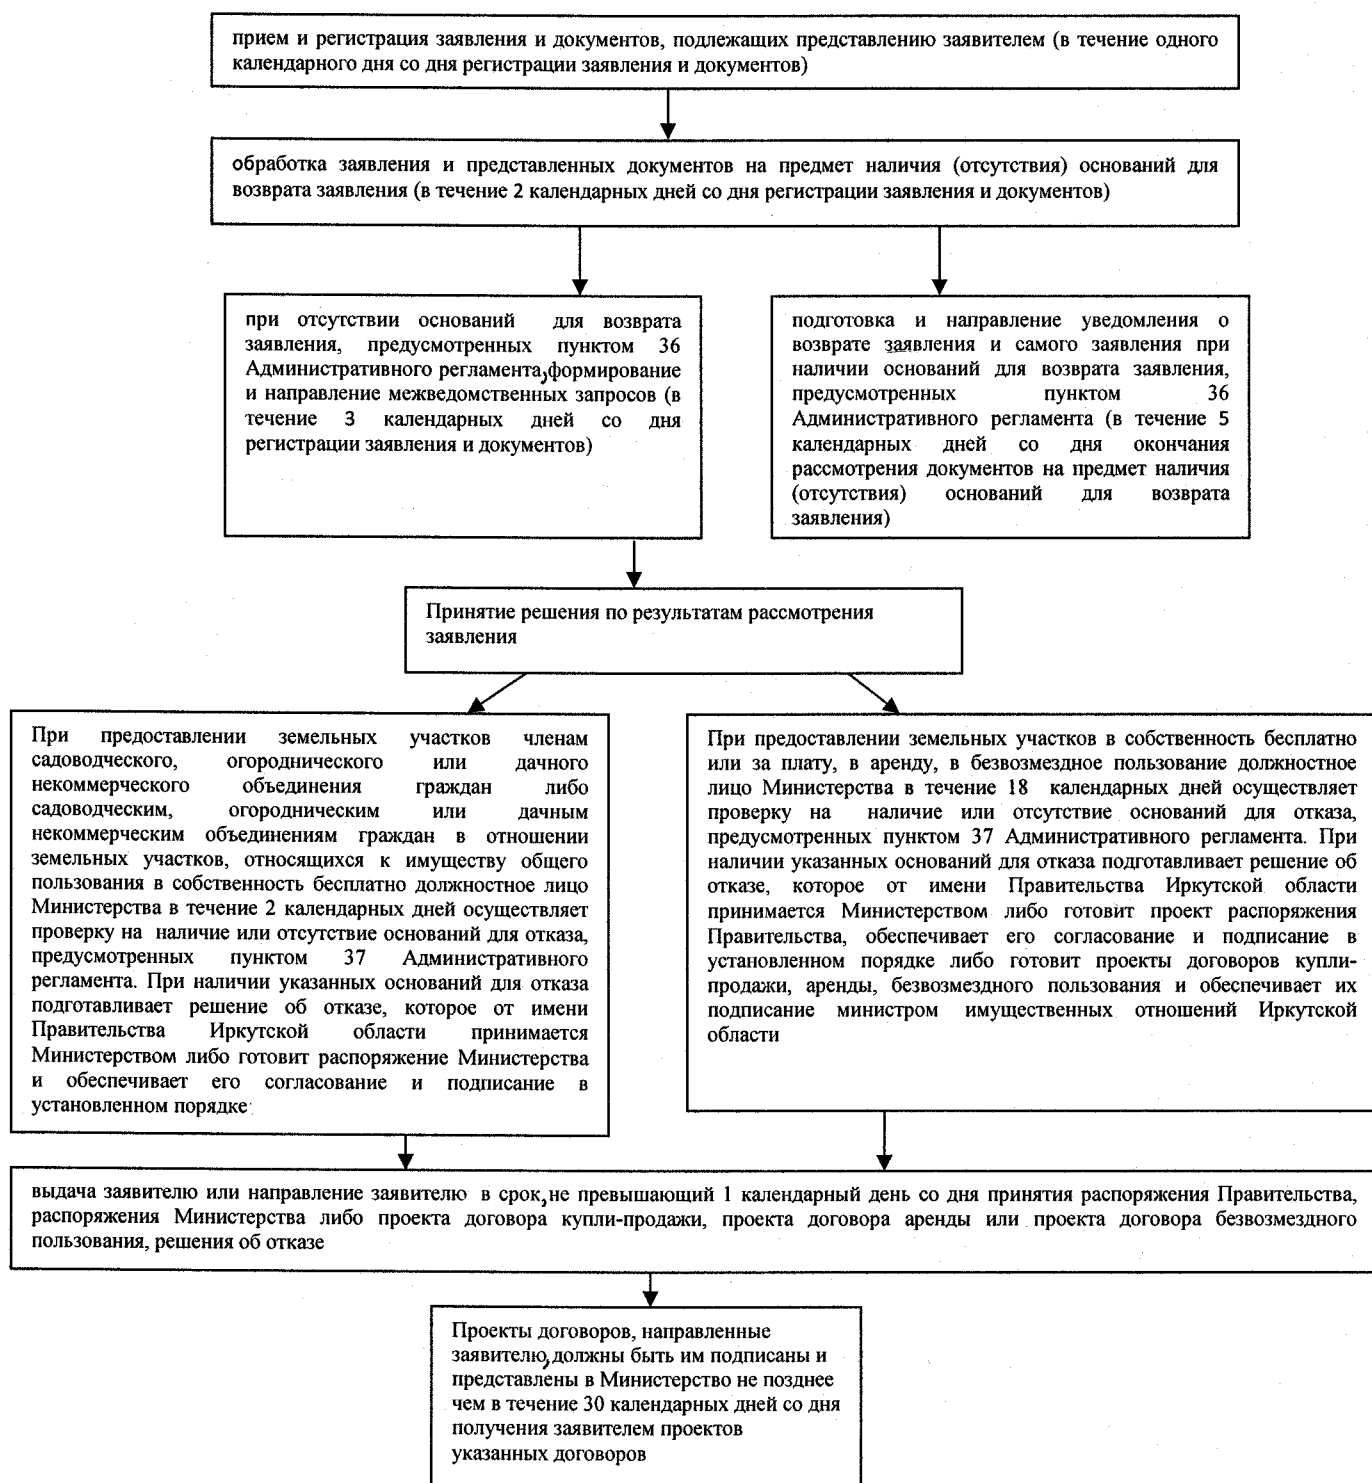 прием и регистрация заявления и документов, подлежащих представлению заявителем (в течение одного
календарного дня со дня регистрации заявления и документов)
обработка заявления и представленных документов на предмет наличия (отсутствия) оснований для
возврата заявления (в течение 2 календарных дней со дня регистрации заявления и документов)
при отсутствии оснований для возврата
заявления, предусмотренных пунктом 36
Административного регламента, формирование
и направление межведомственных запросов (в
течение 3 календарных дней со дня
регистрации заявления и документов)
подготовка и направление уведомления о
возврате заявления и самого заявления при
наличии оснований для возврата заявления,
предусмотренных пунктом 36
Административного регламента (в течение 5
календарных дней со дня окончания
рассмотрения документов на предмет наличия
(отсутствия) оснований для возврата
заявления)
Принятие решения по результатам рассмотрения
заявления
При предоставлении земельных участков членам
садоводческого, огороднического или дачного
некоммерческого объединения граждан либо
садоводческим, огородническим или дачным
некоммерческим объединениям граждан в отношении
земельных участков, относящихся к имуществу общего
пользования в собственность бесплатно должностное лицо
Министерства в течение 2 календарных дней осуществляет
проверку на наличие или отсутствие оснований для отказа,
предусмотренных пунктом 37 Административного
регламента. При наличии указанных оснований для отказа
подготавливает решение об отказе, которое от имени
Правительства Иркутской области принимается
Министерством либо готовит распоряжение Министерства
и обеспечивает его согласование и подписание в
установленном порядке
При предоставлении земельных участков в собственность бесплатно
или за плату, в аренду, в безвозмездное пользование должностное
лицо Министерства в течение 18 календарных дней осуществляет
проверку на наличие или отсутствие оснований для отказа,
предусмотренных пунктом 37 Административного регламента. При
наличии указанных оснований для отказа подготавливает решение об
отказе, которое от имени Правительства Иркутской области
принимается Министерством либо готовит проект распоряжения
Правительства, обеспечивает его согласование и подписание в
установленном порядке либо готовит проекты договоров купли-
продажи, аренды, безвозмездного пользования и обеспечивает их
подписание министром имущественных отношений Иркутской
области
выдача заявителю или направление заявителю в срок, не превышающий 1 календарный день со дня принятия распоряжения Правительства,
распоряжения Министерства либо проекта договора купли-продажи, проекта договора аренды или проекта договора безвозмездного
пользования, решения об отказе
Проекты договоров, направленные
заявителю, должны быть им подписаны и
представлены в Министерство не позднее
чем в течение 30 календарных дней со дня
получения заявителем проектов
указанных договоров